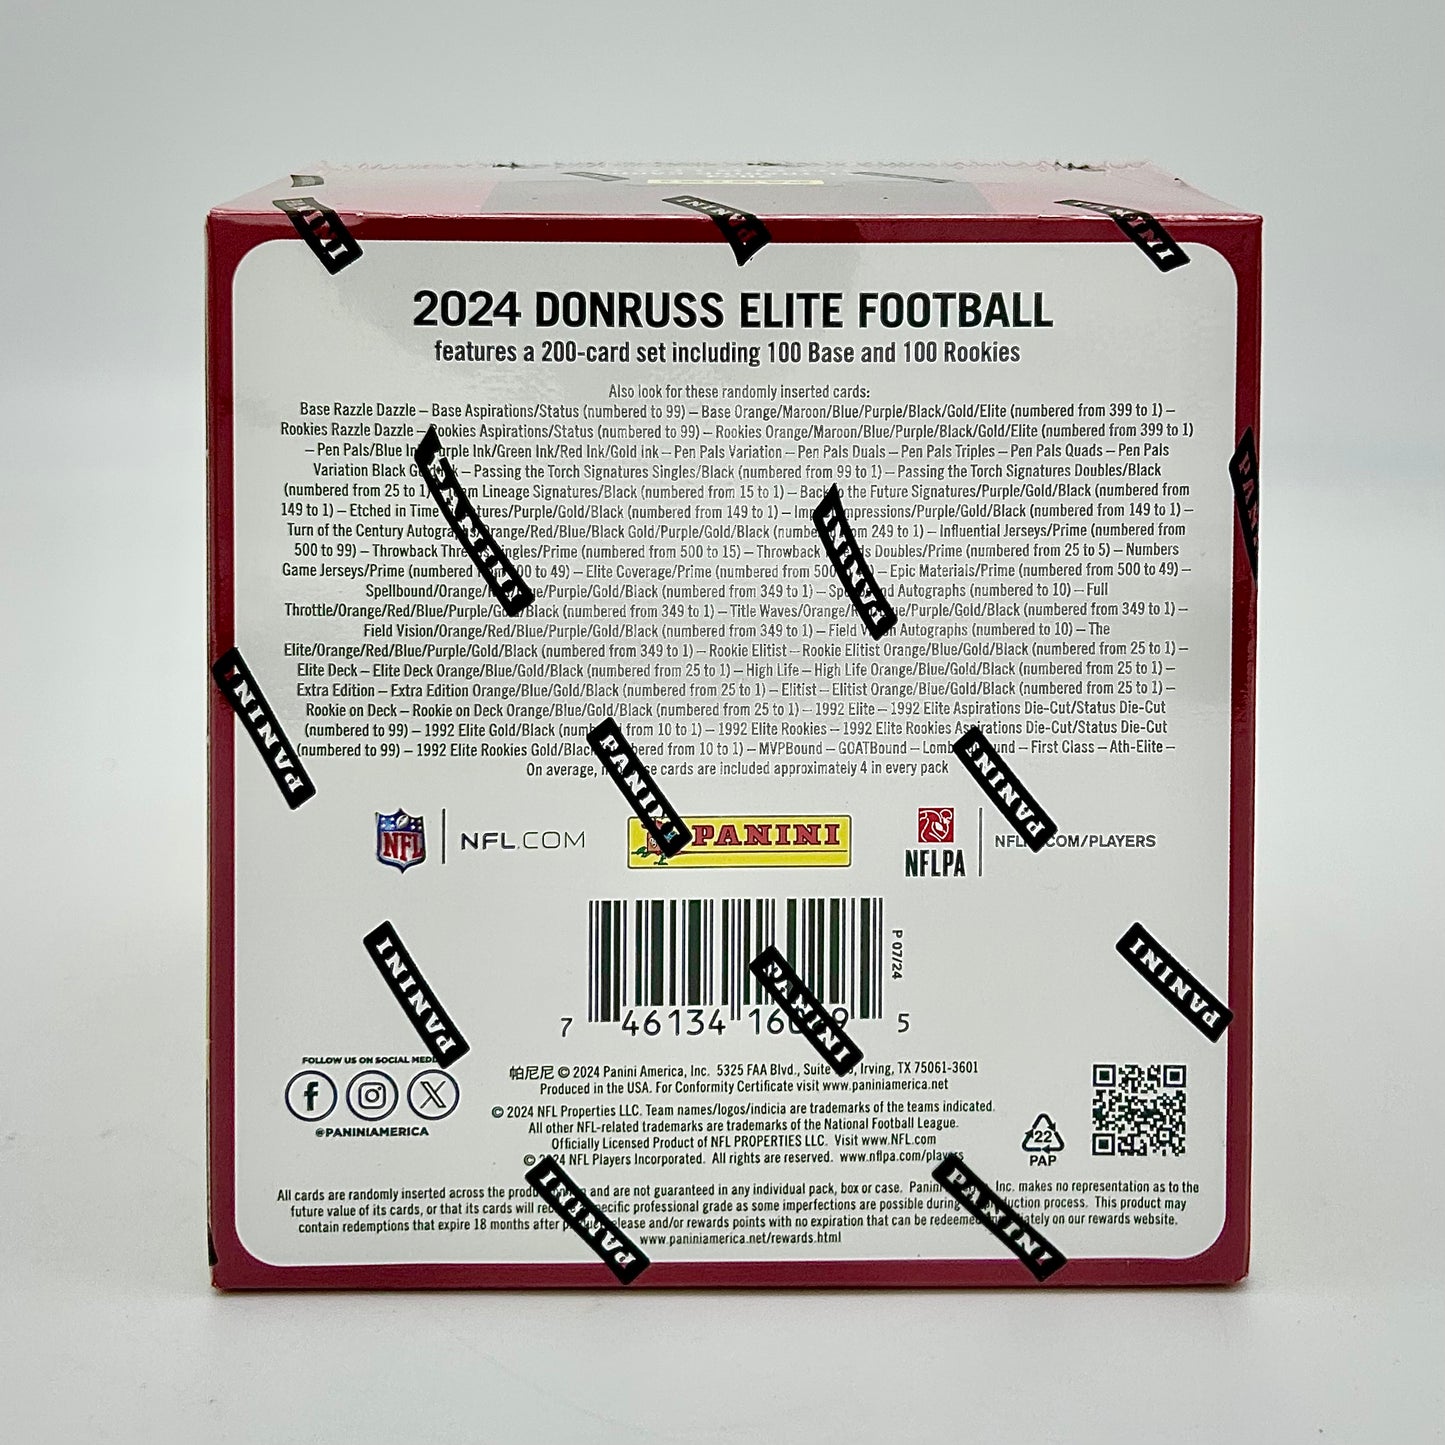 2024 DONRUSS ELITE FOOTBALL
features a 200-card set including 100 Base and 100 Rookies
Also look for these randomly inserted cards:
Base Razzle Dazzle – Base Aspirations/Status (numbered to 99) – Base Orange/Maroon/Blue/Purple/Black/Gold/Elite (numbered from 399 to 1) –
Rookies Razzle Dazzle – Rookies Aspirations/Status (numbered to 99) – Rookies Orange/Maroon/Blue/Purple/Black/Gold/Elite (numbered from 399 to 1)
– Pen Pals/Blue Ink/Purple Ink/Green Ink/Red Ink/Gold ink – Pen Pals Variation – Pen Pals Duals – Pen Pals Triples – Pen Pals Quads – Pen Pals
Variation Black – Passing the Torch Signatures Singles/Black (numbered from 99 to 1) – Passing the Torch Signatures Doubles/Black
(numbered from 25 to 1) Lineage Signatures/Black (numbered from 15 to 1) – Back to the Future Signatures/Purple/Gold/Black (numbered from
149 to 1) – Etched in Time /Purple/Gold/Black (numbered from 149 to 1) – Impressions/Purple/Gold/Black (numbered from 149 to 1) –
Turn of the Century /Red/Blue/Black Gold/Purple/Gold/Black from 249 to 1) – Influential Jerseys/Prime (numbered from
500 to 99) – Throwback /Prime (numbered from 500 to 15) – Throwback Doubles/Prime (numbered from 25 to 5) – Numbers
Game Jerseys/Prime (numbered to 49) – Elite Coverage/Prime (numbered from – Epic Materials/Prime (numbered from 500 to 49) –
Spellbound/Orange/ /Blue/Purple/Gold/Black (numbered from 349 to 1) – Autographs (numbered to 10) – Full
Throttle/Orange/Red/Blue/Purple/Gold/Black (numbered from 349 to 1) – Title Waves/Orange/ /Purple/Gold/Black (numbered from 349 to 1) –
Field Vision/Orange/Red/Blue/Purple/Gold/Black (numbered from 349 to 1) – Field Vision Autographs (numbered to 10) – The
Elite/Orange/Red/Blue/Purple/Gold/Black (numbered from 349 to 1) – Rookie Elitist – Rookie Elitist Orange/Blue/Gold/Black (numbered from 25 to 1) –
Elite Deck – Elite Deck Orange/Blue/Gold/Black (numbered from 25 to 1) – High Life – High Life Orange/Blue/Gold/Black (numbered from 25 to 1) –
Extra Edition – Extra Edition Orange/Blue/Gold/Black (numbered from 25 to 1) – Elitist – Elitist Orange/Blue/Gold/Black (numbered from 25 to 1) –
Rookie on Deck – Rookie on Deck Orange/Blue/Gold/Black (numbered from 25 to 1) – 1992 Elite – 1992 Elite Aspirations Die-Cut/Status Die-Cut
(numbered to 99) – 1992 Elite Gold/Black from 10 to 1) – 1992 Elite Rookies – 1992 Elite Rookies Aspirations Die-Cut/Status Die-Cut
(numbered to 99) – 1992 Elite Rookies Gold/Black from 10 to 1) – MVPBound – GOATBound – – First Class – Ath-Elite –
On average, cards are included approximately 4 in every pack
NFL NFL.COM
PANINI
NFLPA COM/PLAYERS
P 07/24
7 46134 5
FOLLOW US ON SOCIAL MEDIA
@PANINIAMERICA
帕尼尼 © 2024 Panini America, Inc. 5325 FAA Blvd., Suite Irving, TX 75061-3601
Produced in the USA. For Conformity Certificate visit www.paniniamerica.net
© 2024 NFL Properties LLC. Team names/logos/indicia are trademarks of the teams indicated.
All other NFL-related trademarks are trademarks of the National Football League.
Officially Licensed Product of NFL PROPERTIES LLC. Visit www.NFL.com
© 2024 NFL Players Incorporated. All rights are reserved. www.nflpa.com/players
22
PAP
All cards are randomly inserted across the and are not guaranteed in any individual pack, box or case. Panini Inc. makes no representation as to the
future value of its cards, or that its cards will specific professional grade as some imperfections are possible during production process. This product may
contain redemptions that expire 18 months after release and/or rewards points with no expiration that can be redeemed on our rewards website.
www.paniniamerica.net/rewards.html
PANINI
PANINI
PANINI
PANINI
PANINI
PANINI
PANINI
PANINI
PANINI
PANINI
PANINI
PANINI